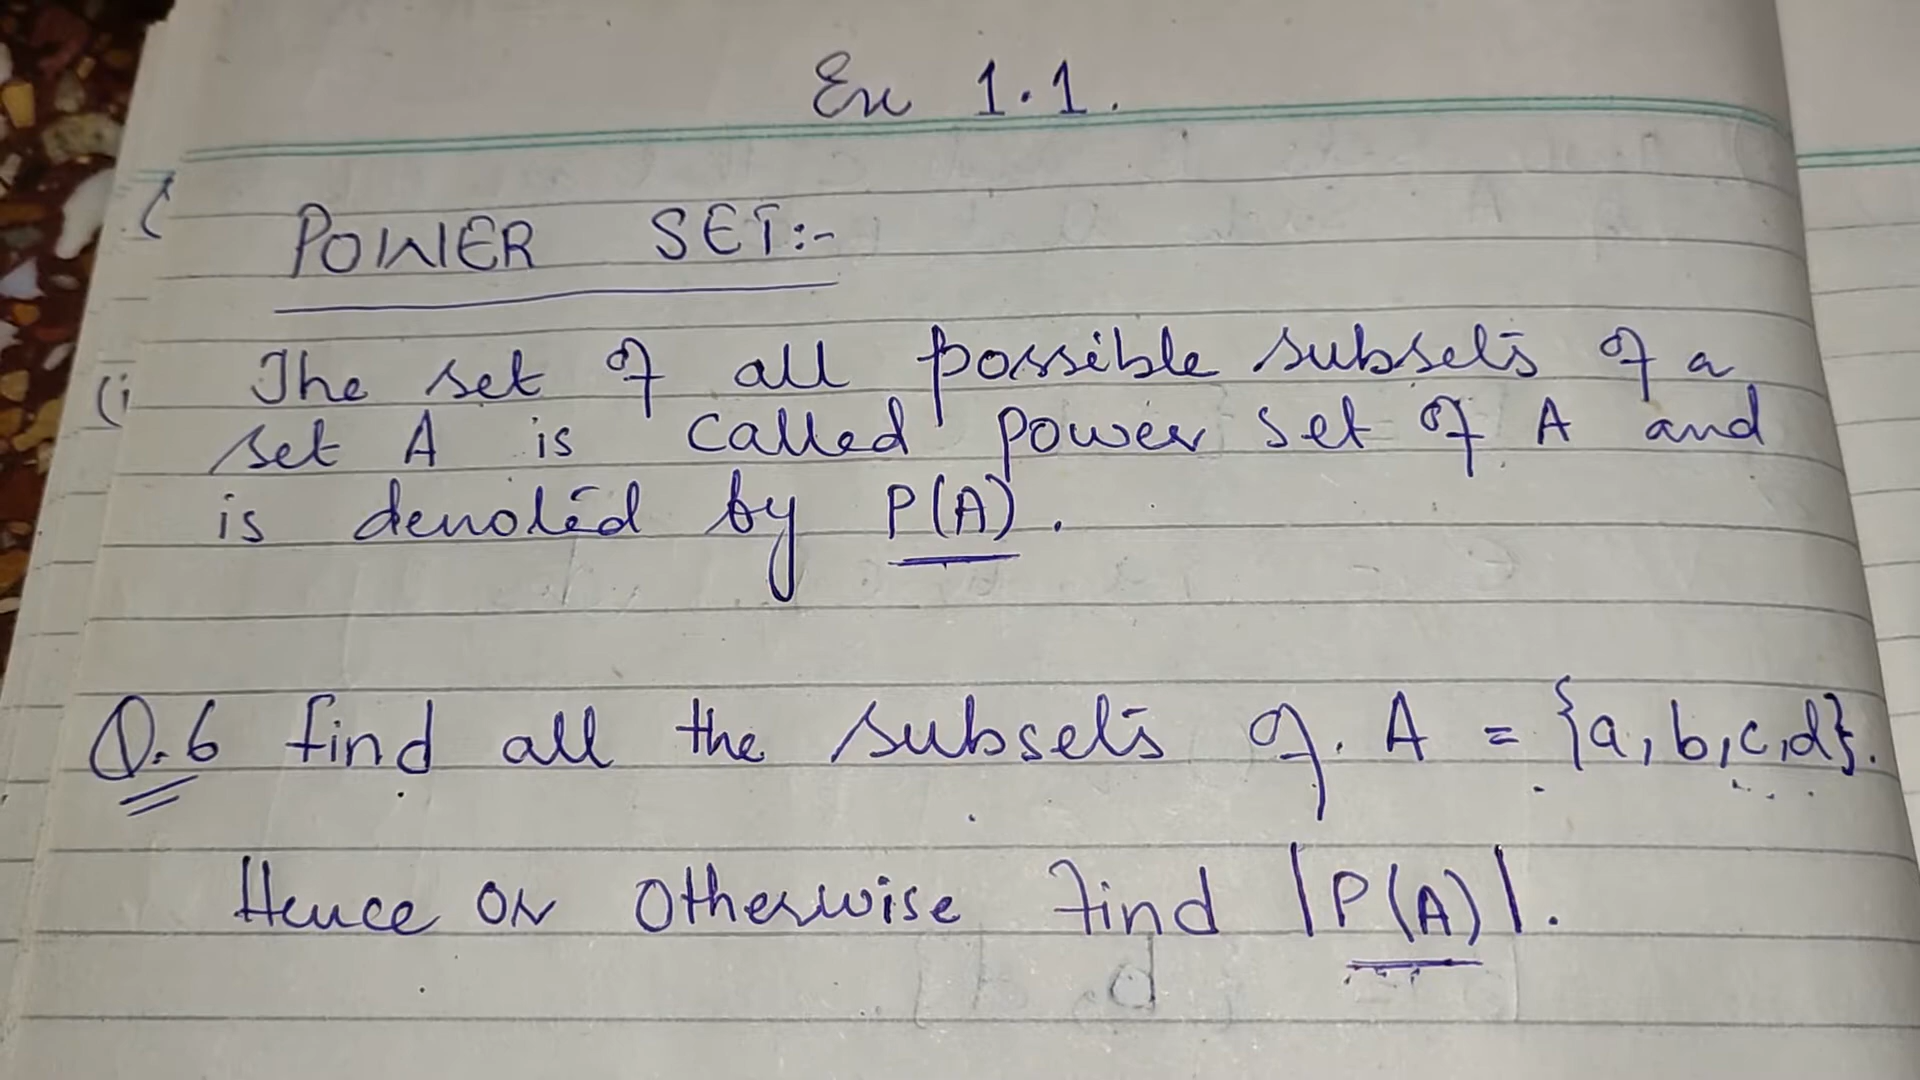 Ex 1.1.
POWER SET:-
The set of all possible subsets of a
set A is called power set of A and
is denoted by P(A).
Q.6 find all the subsets of. A = {a, b, c, d}.
Hence or otherwise find |P(A)|.